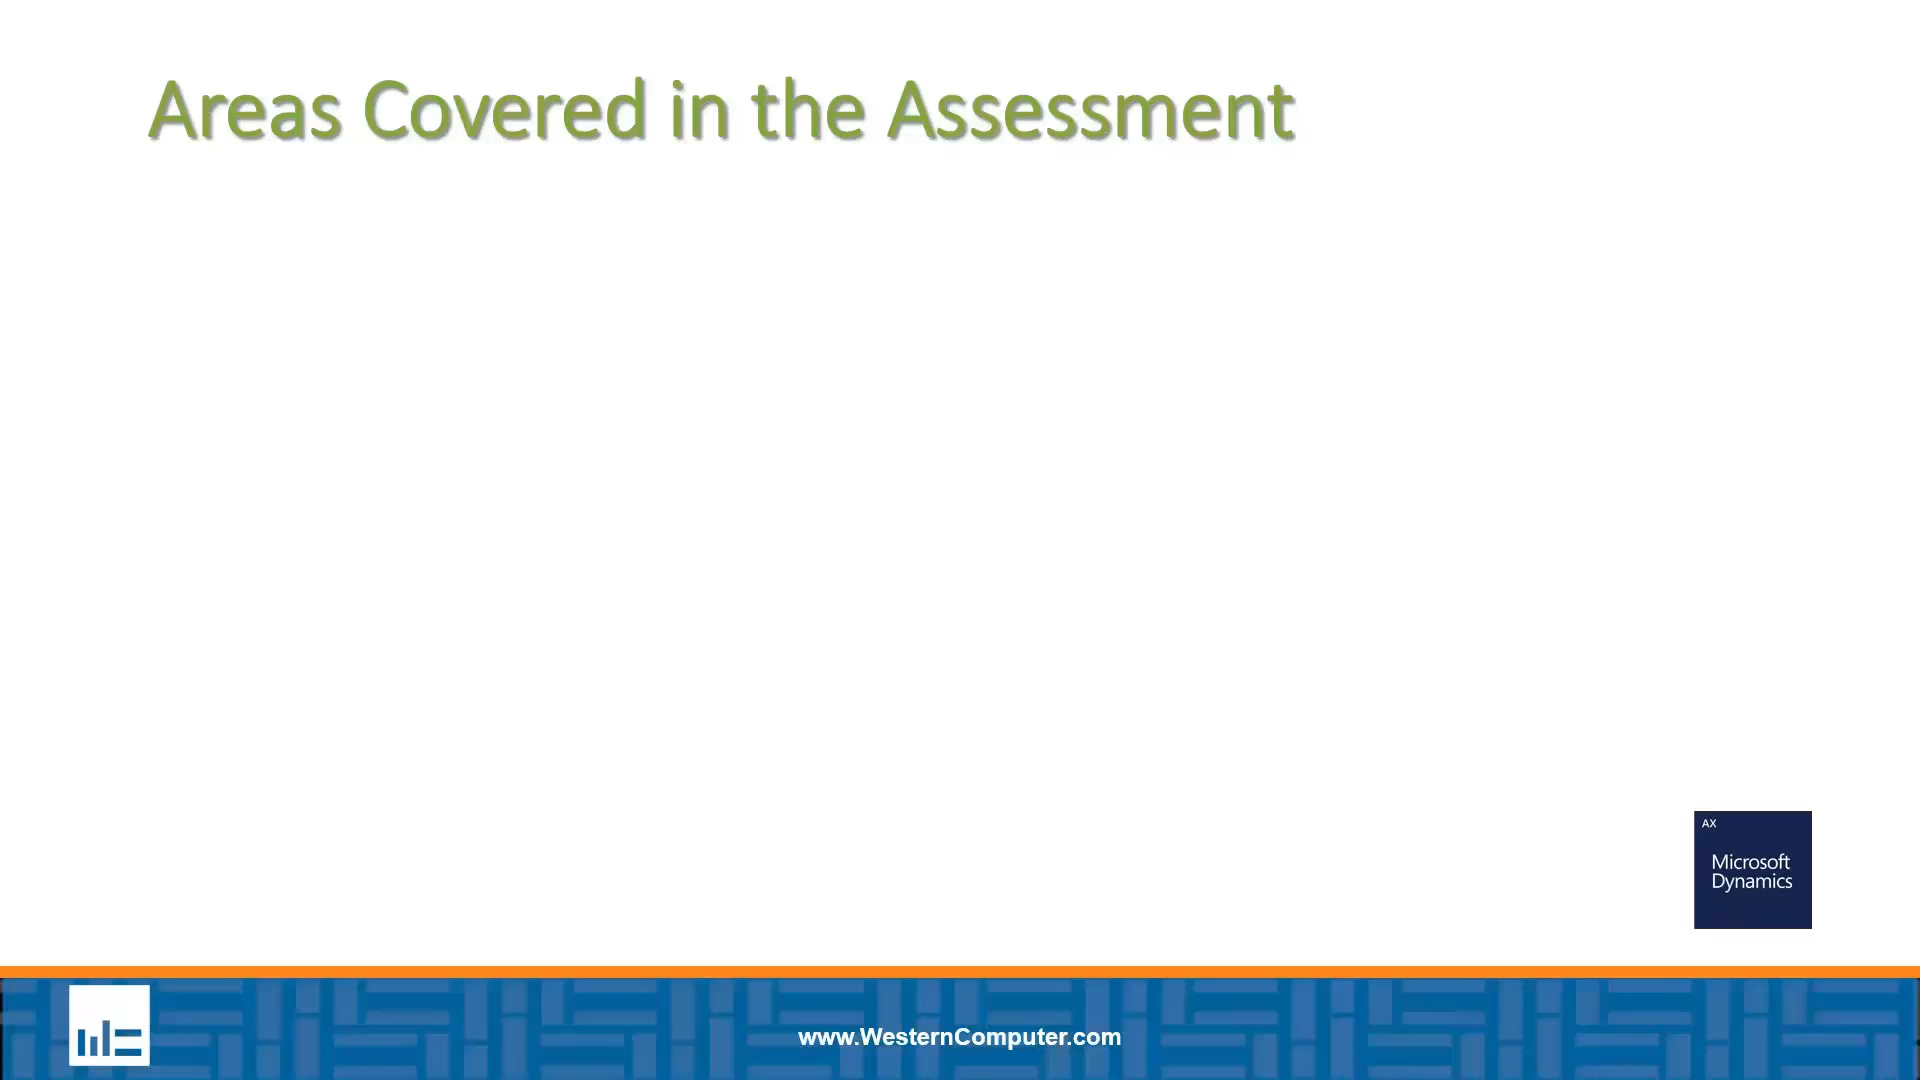 Areas Covered in the Assessment
AX
Microsoft
Dynamics
www.WesternComputer.com